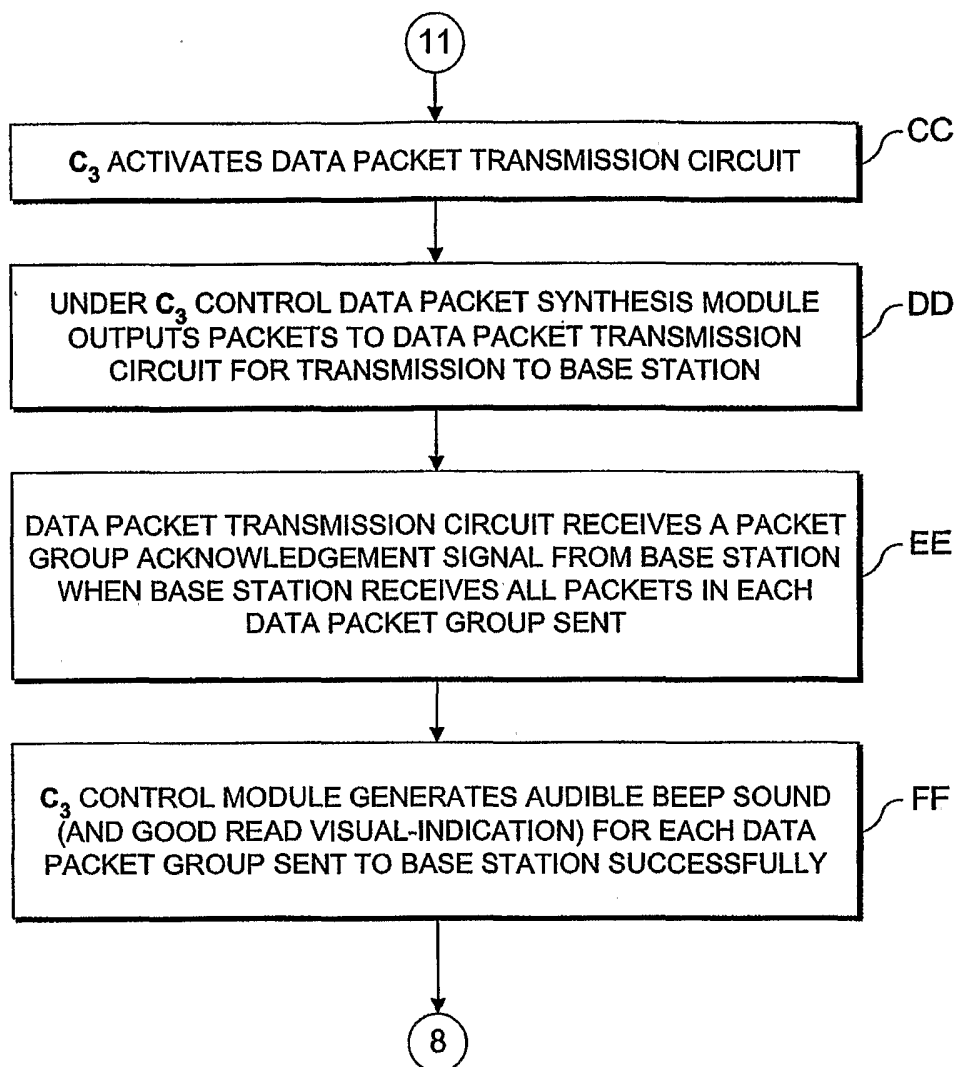 11
C3 ACTIVATES DATA PACKET TRANSMISSION CIRCUIT
CC
UNDER C3 CONTROL DATA PACKET SYNTHESIS MODULE
OUTPUTS PACKETS TO DATA PACKET TRANSMISSION
CIRCUIT FOR TRANSMISSION TO BASE STATION
DD
DATA PACKET TRANSMISSION CIRCUIT RECEIVES A PACKET
GROUP ACKNOWLEDGEMENT SIGNAL FROM BASE STATION
WHEN BASE STATION RECEIVES ALL PACKETS IN EACH
DATA PACKET GROUP SENT
EE
C3 CONTROL MODULE GENERATES AUDIBLE BEEP SOUND
(AND GOOD READ VISUAL-INDICATION) FOR EACH DATA
PACKET GROUP SENT TO BASE STATION SUCCESSFULLY
FF
8